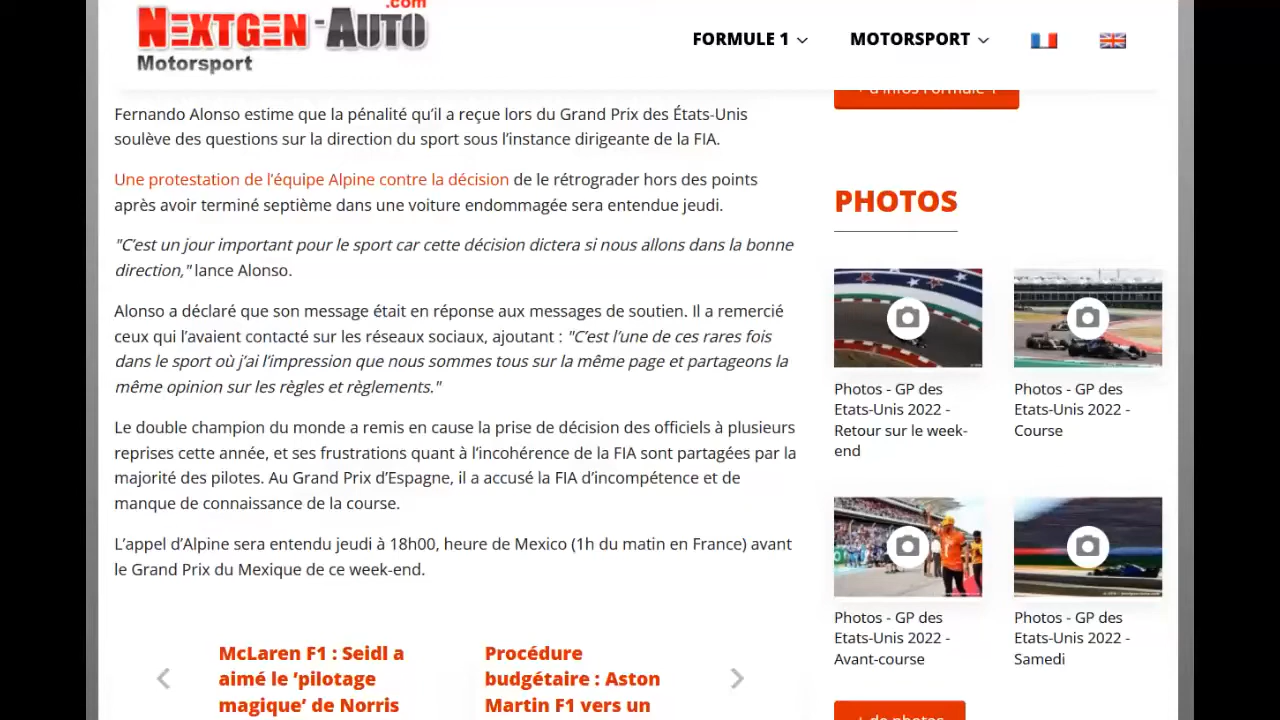 .com
NEXTGEN-AUTO
Motorsport
FORMULE 1
MOTORSPORT
Fernando Alonso estime que la pénalité qu’il a reçue lors du Grand Prix des États-Unis
soulève des questions sur la direction du sport sous l’instance dirigeante de la FIA.
Une protestation de l’équipe Alpine contre la décision de le rétrograder hors des points
après avoir terminé septième dans une voiture endommagée sera entendue jeudi.
"C’est un jour important pour le sport car cette décision dictera si nous allons dans la bonne
direction," lance Alonso.
Alonso a déclaré que son message était en réponse aux messages de soutien. Il a remercié
ceux qui l’avaient contacté sur les réseaux sociaux, ajoutant : "C’est l’une de ces rares fois
dans le sport où j’ai l’impression que nous sommes tous sur la même page et partageons la
même opinion sur les règles et règlements."
Le double champion du monde a remis en cause la prise de décision des officiels à plusieurs
reprises cette année, et ses frustrations quant à l’incohérence de la FIA sont partagées par la
majorité des pilotes. Au Grand Prix d’Espagne, il a accusé la FIA d’incompétence et de
manque de connaissance de la course.
L’appel d’Alpine sera entendu jeudi à 18h00, heure de Mexico (1h du matin en France) avant
le Grand Prix du Mexique de ce week-end.
McLaren F1 : Seidl a
aimé le ’pilotage
magique’ de Norris
Procédure
budgétaire : Aston
Martin F1 vers un
+ d'infos Formule 1
PHOTOS
Photos - GP des
Etats-Unis 2022 -
Retour sur le week-
end
Photos - GP des
Etats-Unis 2022 -
Course
Photos - GP des
Etats-Unis 2022 -
Avant-course
Photos - GP des
Etats-Unis 2022 -
Samedi
+ de photos